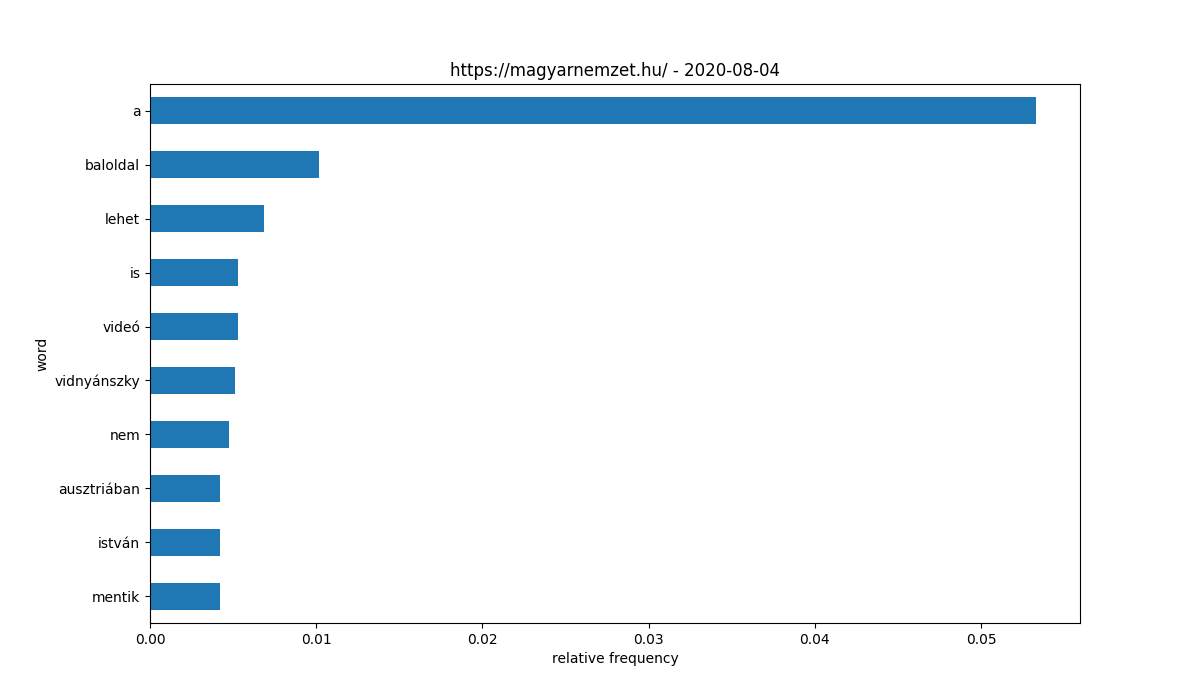 https://magyarnemzet.hu/ - 2020-08-04
a
baloldal
lehet
is
videó
vidnyánszky
nem
ausztriában
istván
mentik
word
0.00 0.01 0.02 0.03 0.04 0.05
relative frequency